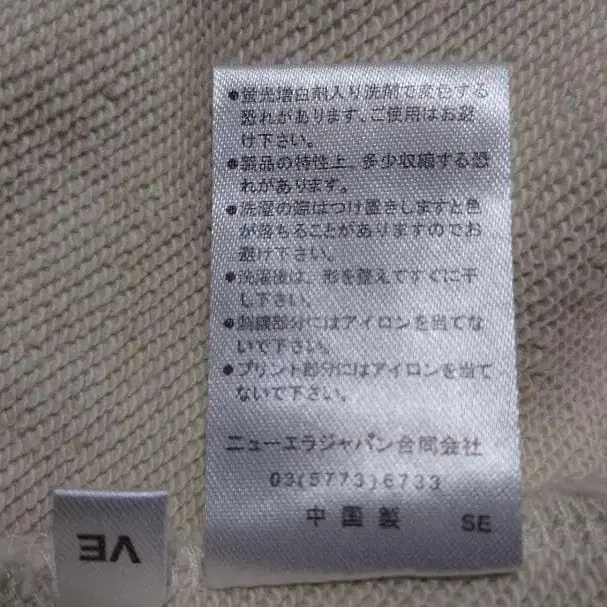 ●蛍光増白剤入り洗剤で変色する
恐れがあります、ご使用はお避
け下さい。
●製品の特性上、多少収縮する恐
れがあります。
●洗濯の際はつけ置きしますと色
が落ちることがありますのでお
避け下さい。
●洗濯後は、形を整えてすぐに干
し下さい。
●刺繍部分にはアイロンを当てな
いで下さい。
●プリント部分にはアイロンを当て
ないで下さい。
ニューエラジャパン合同会社
03(5773)6733
中国製 SE
VE